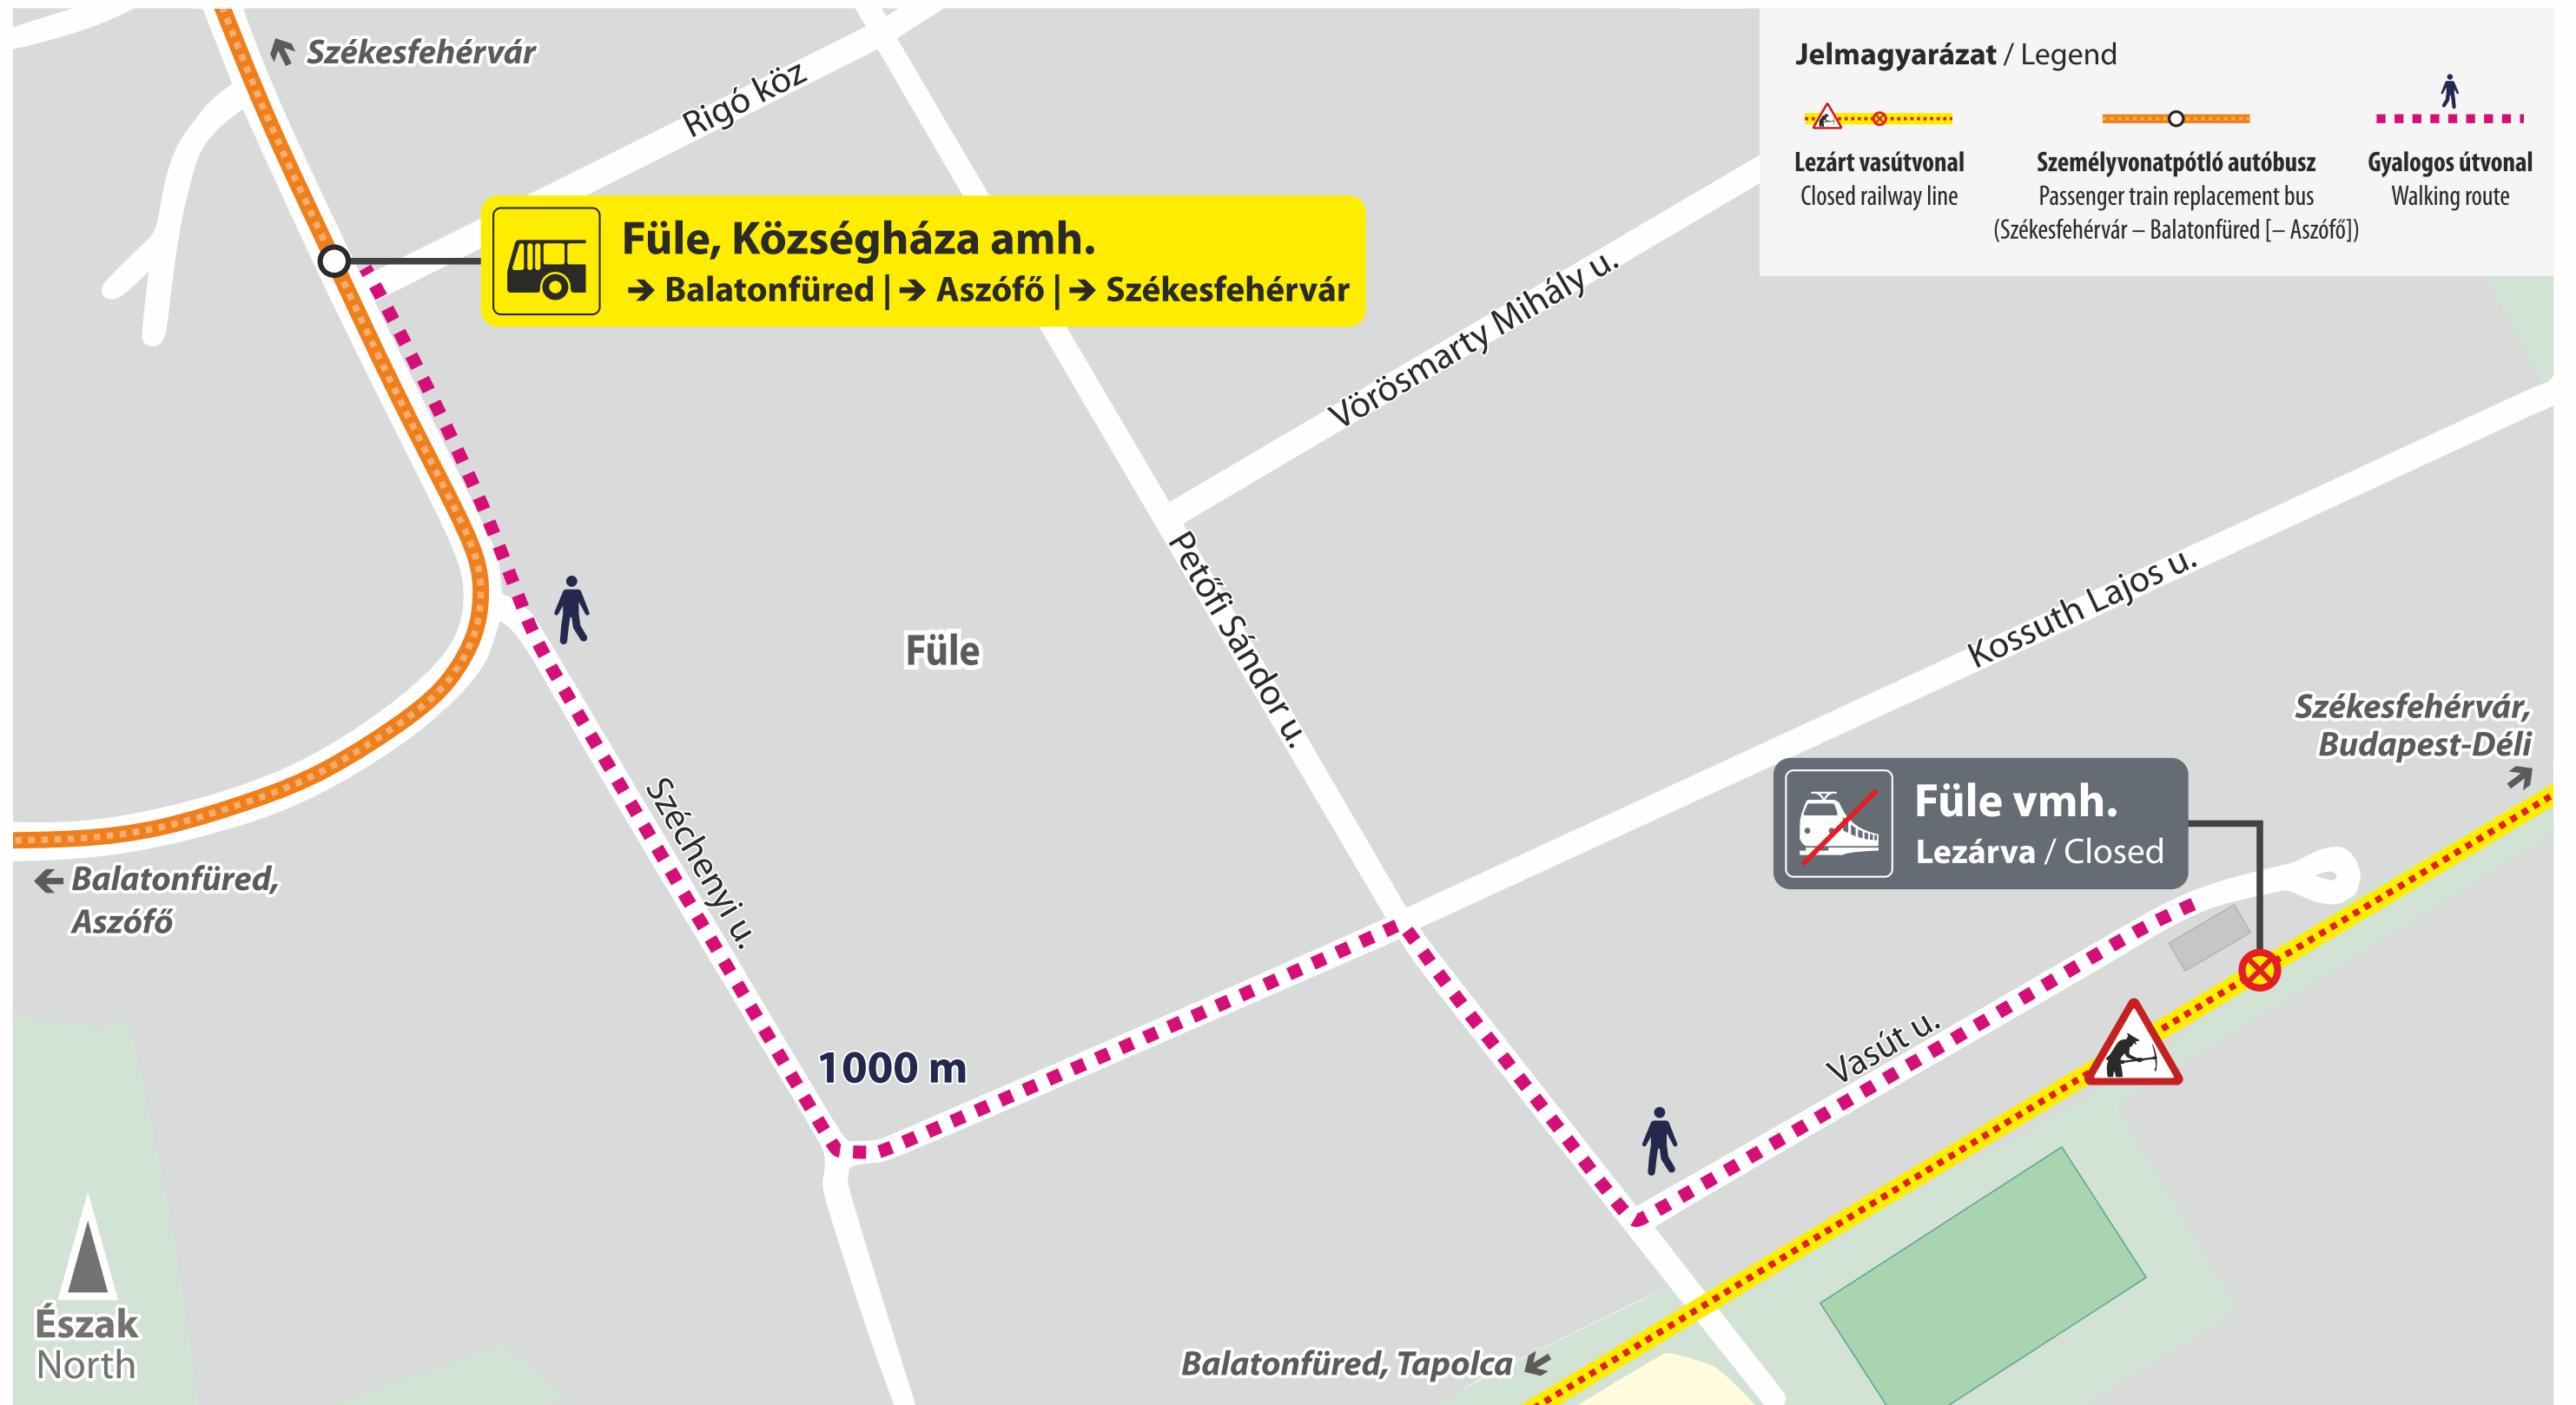 Székesfehérvár
Rigó köz
Jelmagyarázat / Legend
Lezárt vasútvonal
Closed railway line
Személyvonatpótló autóbusz
Passenger train replacement bus
(Székesfehérvár – Balatonfüred [– Aszófő])
Gyalogos útvonal
Walking route
Füle, Községháza amh.
➔ Balatonfüred | ➔ Aszófő | ➔ Székesfehérvár
Vörösmarty Mihály u.
Petőfi Sándor u.
Füle
Kossuth Lajos u.
Székesfehérvár,
Budapest-Déli
Füle vmh.
Lezárva / Closed
Széchenyi u.
Balatonfüred,
Aszófő
1000 m
Vasút u.
Észak
North
Balatonfüred, Tapolca